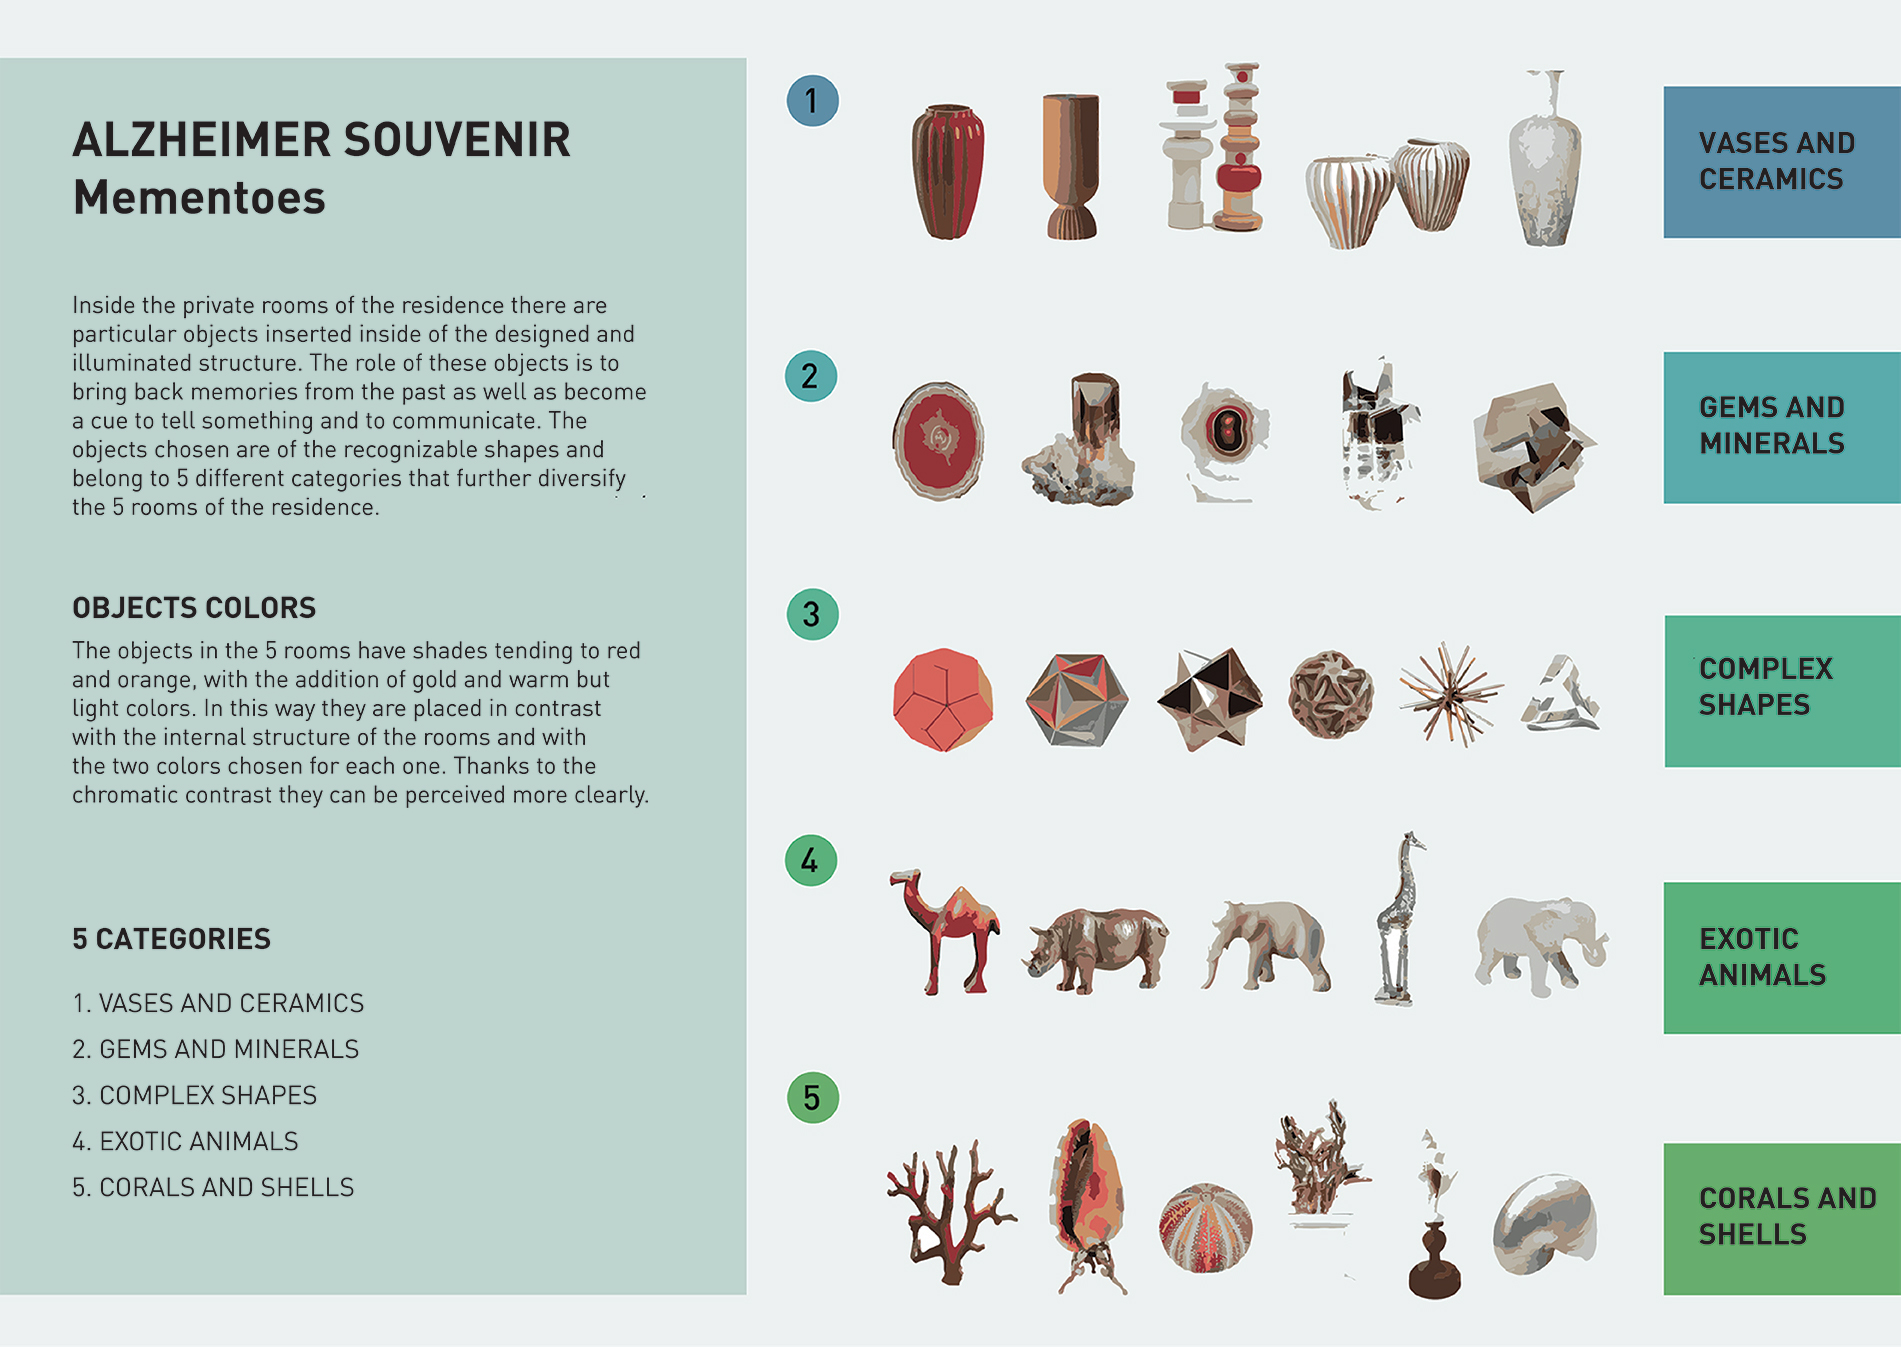 ALZHEIMER SOUVENIR
Mementoes
Inside the private rooms of the residence there are
particular objects inserted inside of the designed and
illuminated structure. The role of these objects is to
bring back memories from the past as well as become
a cue to tell something and to communicate. The
objects chosen are of the recognizable shapes and
belong to 5 different categories that further diversify
the 5 rooms of the residence.
OBJECTS COLORS
The objects in the 5 rooms have shades tending to red
and orange, with the addition of gold and warm but
light colors. In this way they are placed in contrast
with the internal structure of the rooms and with
the two colors chosen for each one. Thanks to the
chromatic contrast they can be perceived more clearly.
5 CATEGORIES
1. VASES AND CERAMICS
2. GEMS AND MINERALS
3. COMPLEX SHAPES
4. EXOTIC ANIMALS
5. CORALS AND SHELLS
1
VASES AND
CERAMICS
2
GEMS AND
MINERALS
3
COMPLEX
SHAPES
4
EXOTIC
ANIMALS
5
CORALS AND
SHELLS